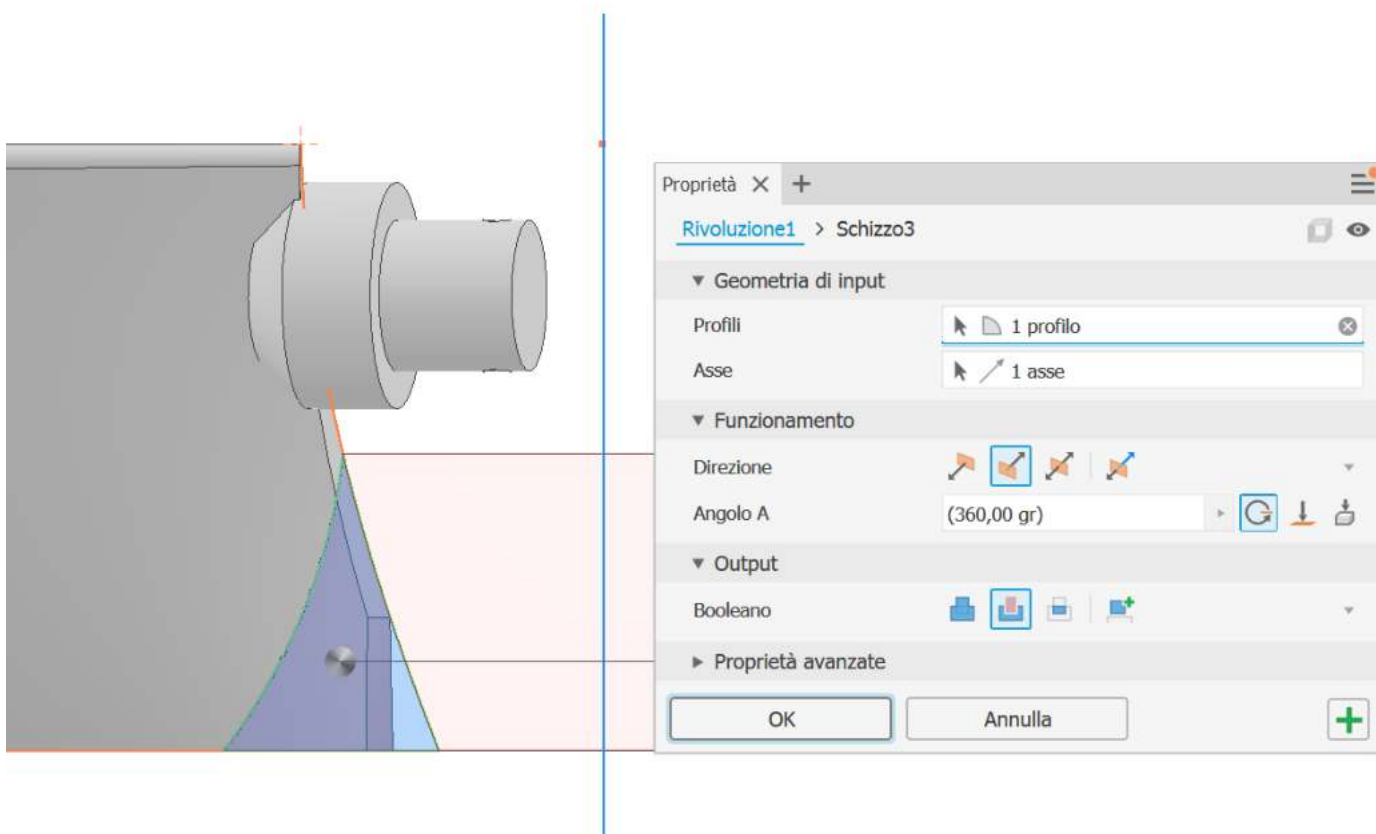 Proprietà
Rivoluzione1 > Schizzo3
Geometria di input
Profili 1 profilo
Asse 1 asse
Funzionamento
Direzione
Angolo A (360,00 gr)
Output
Booleano
Proprietà avanzate
OK Annulla